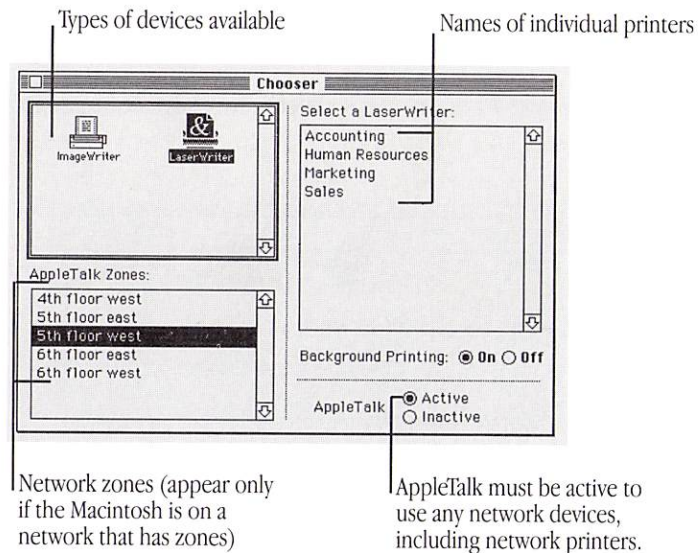 Types of devices available
Names of individual printers
Chooser
ImageWriter
LaserWriter
Select a LaserWriter:
Accounting
Human Resources
Marketing
Sales
AppleTalk Zones:
4th floor west
5th floor east
5th floor west
6th floor east
6th floor west
Background Printing: On Off
AppleTalk
Active
Inactive
Network zones (appear only
if the Macintosh is on a
network that has zones)
AppleTalk must be active to
use any network devices,
including network printers.